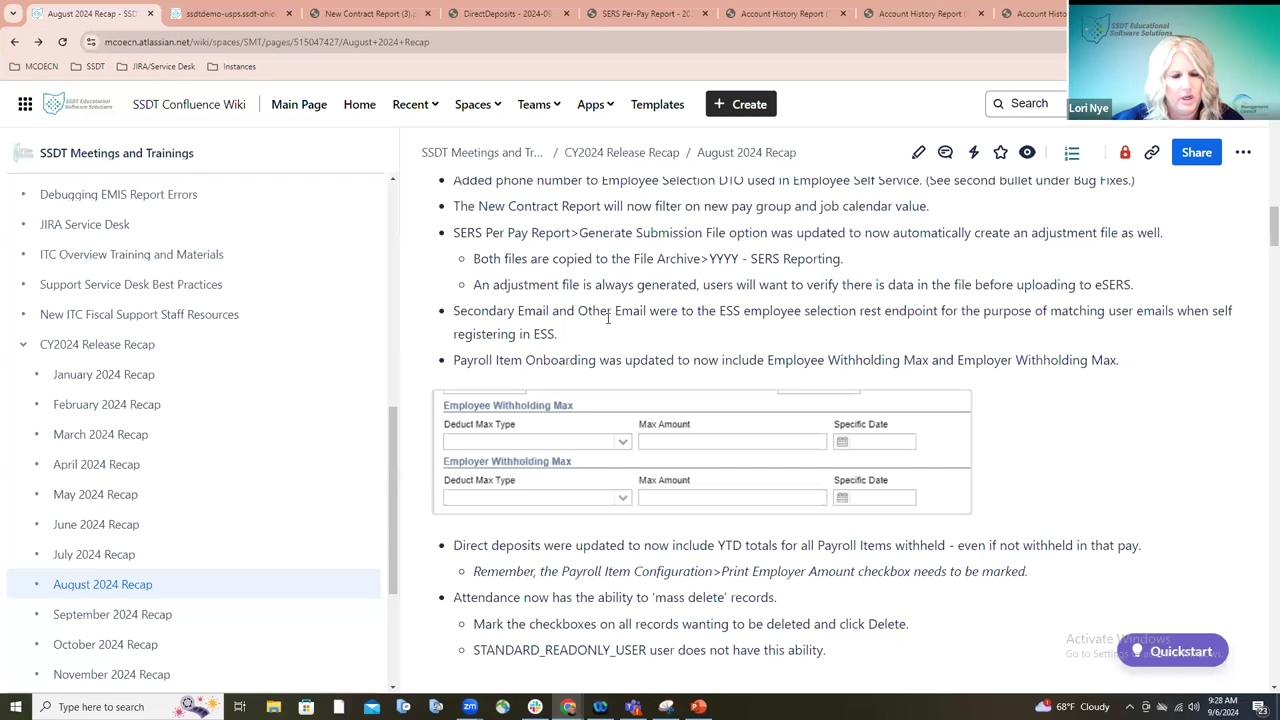 New Contract Report (
DirectDeposits - 2024-09
SERS Per Pay Report - 20
Account History Report (
Account History Report (
Account Histo
mcoecn.atlassian.net/wiki/spaces/SMT/pages/515047427/August+2024+Recap
MCOECN
SSDT
JIRA/Service Desk
Instances
SSDT Educational
Software Solutions
Lori Nye
SSDT Confluence Wiki
Main Page
Home
Recent
Spaces
Teams
Apps
Templates
+ Create
Search
SSDT Meetings and Trainings
SSDT Meetings and Tr... / CY2024 Release Recap / August 2024 Recap
Share
Debugging EMIS Report Errors
JIRA Service Desk
ITC Overview Training and Materials
Support Service Desk Best Practices
New ITC Fiscal Support Staff Resources
CY2024 Release Recap
January 2024 Recap
February 2024 Recap
March 2024 Recap
April 2024 Recap
May 2024 Recap
June 2024 Recap
July 2024 Recap
August 2024 Recap
September 2024 Recap
October 2024 Recap
November 2024 Recap
Added phone number to Employee Selection DTO used in Employee Self Service. (See second bullet under Bug Fixes.)
The New Contract Report will now filter on new pay group and job calendar value.
SERS Per Pay Report>Generate Submission File option was updated to now automatically create an adjustment file as well.
Both files are copied to the File Archive>YYYY - SERS Reporting.
An adjustment file is always generated, users will want to verify there is data in the file before uploading to eSERS.
Secondary Email and Other Email were to the ESS employee selection rest endpoint for the purpose of matching user emails when self
registering in ESS.
Payroll Item Onboarding was updated to now include Employee Withholding Max and Employer Withholding Max.
Employee Withholding Max
Deduct Max Type Max Amount Specific Date
Employer Withholding Max
Deduct Max Type Max Amount Specific Date
Direct deposits were updated to now include YTD totals for all Payroll Items withheld - even if not withheld in that pay.
Remember, the Payroll Item Configuration>Print Employer Amount checkbox needs to be marked.
Attendance now has the ability to 'mass delete' records.
Mark the checkboxes on all records wanting to be deleted and click Delete.
STANDARD_READONLY_USER user does not have this ability.
Activate Windows
Go to Settings
Quickstart
Type here to search
68°F Cloudy
9:28 AM
9/6/2024
23